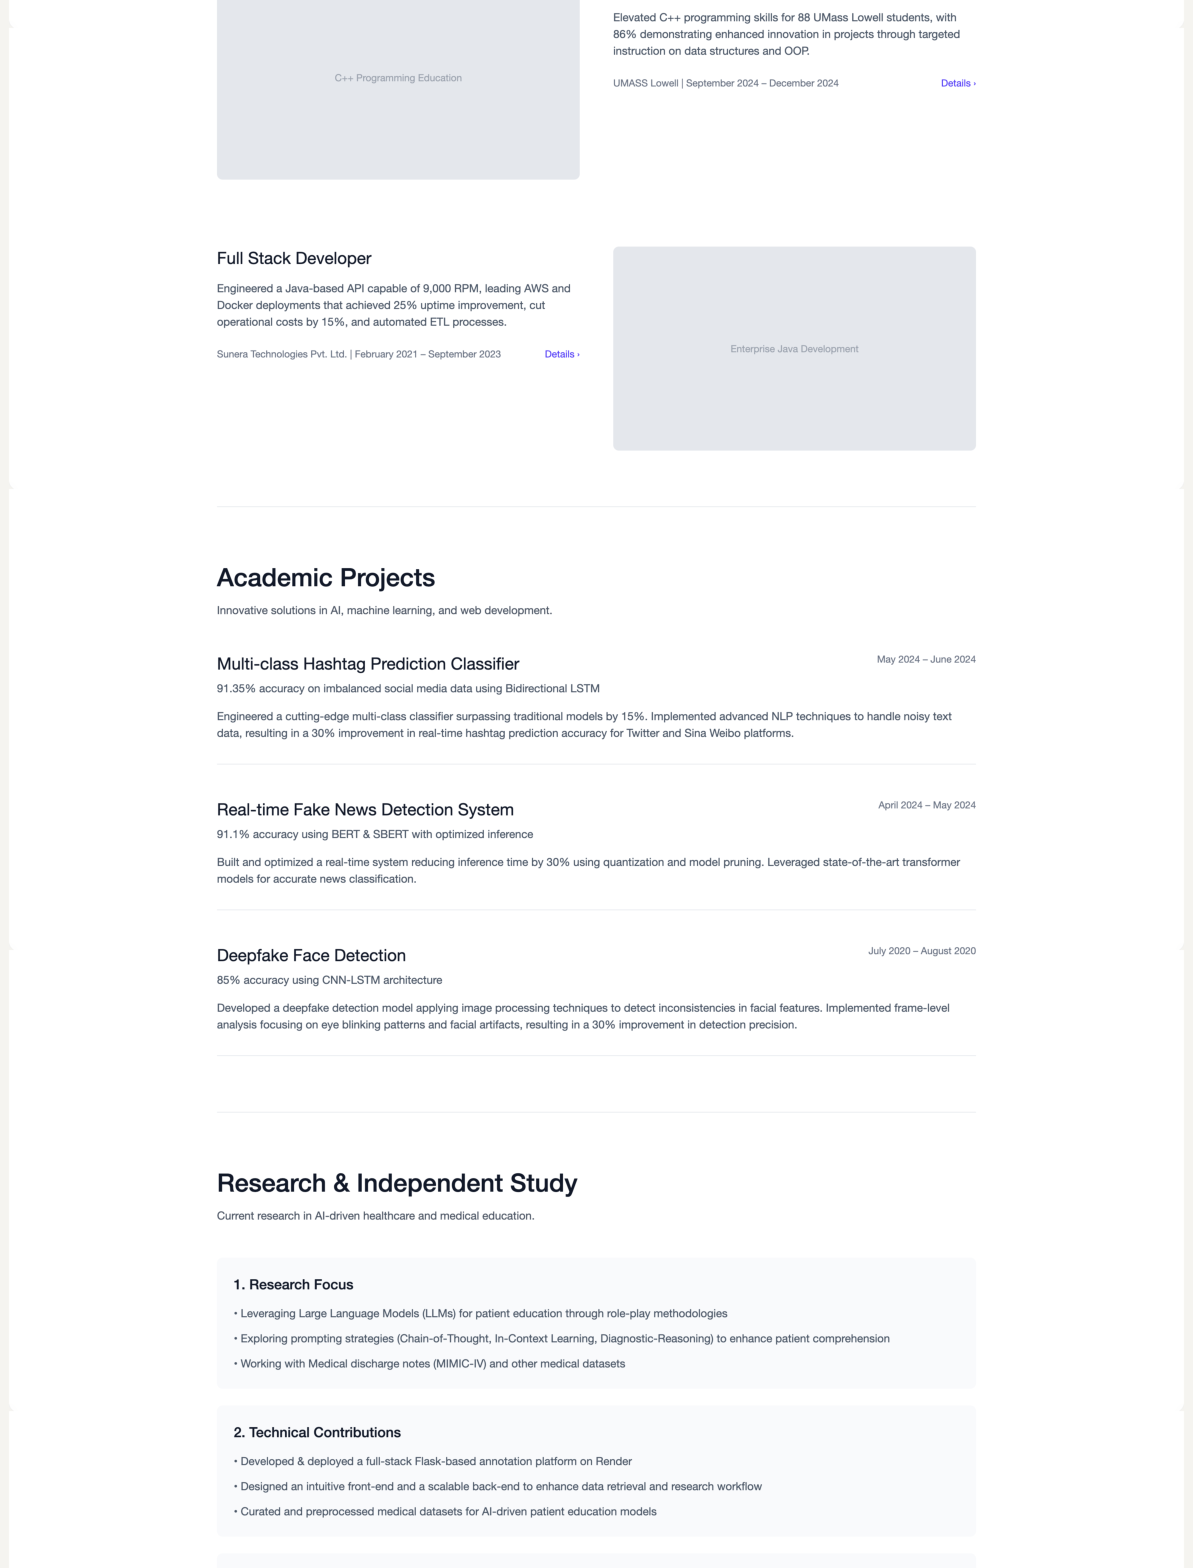 C++ Programming Education
Elevated C++ programming skills for 88 UMass Lowell students, with
86% demonstrating enhanced innovation in projects through targeted
instruction on data structures and OOP.
UMASS Lowell | September 2024 – December 2024
Details ›
Full Stack Developer
Engineered a Java-based API capable of 9,000 RPM, leading AWS and
Docker deployments that achieved 25% uptime improvement, cut
operational costs by 15%, and automated ETL processes.
Sunera Technologies Pvt. Ltd. | February 2021 – September 2023
Details ›
Enterprise Java Development
Academic Projects
Innovative solutions in AI, machine learning, and web development.
Multi-class Hashtag Prediction Classifier
May 2024 – June 2024
91.35% accuracy on imbalanced social media data using Bidirectional LSTM
Engineered a cutting-edge multi-class classifier surpassing traditional models by 15%. Implemented advanced NLP techniques to handle noisy text
data, resulting in a 30% improvement in real-time hashtag prediction accuracy for Twitter and Sina Weibo platforms.
Real-time Fake News Detection System
April 2024 – May 2024
91.1% accuracy using BERT & SBERT with optimized inference
Built and optimized a real-time system reducing inference time by 30% using quantization and model pruning. Leveraged state-of-the-art transformer
models for accurate news classification.
Deepfake Face Detection
July 2020 – August 2020
85% accuracy using CNN-LSTM architecture
Developed a deepfake detection model applying image processing techniques to detect inconsistencies in facial features. Implemented frame-level
analysis focusing on eye blinking patterns and facial artifacts, resulting in a 30% improvement in detection precision.
Research & Independent Study
Current research in AI-driven healthcare and medical education.
1. Research Focus
• Leveraging Large Language Models (LLMs) for patient education through role-play methodologies
• Exploring prompting strategies (Chain-of-Thought, In-Context Learning, Diagnostic-Reasoning) to enhance patient comprehension
• Working with Medical discharge notes (MIMIC-IV) and other medical datasets
2. Technical Contributions
• Developed & deployed a full-stack Flask-based annotation platform on Render
• Designed an intuitive front-end and a scalable back-end to enhance data retrieval and research workflow
• Curated and preprocessed medical datasets for AI-driven patient education models